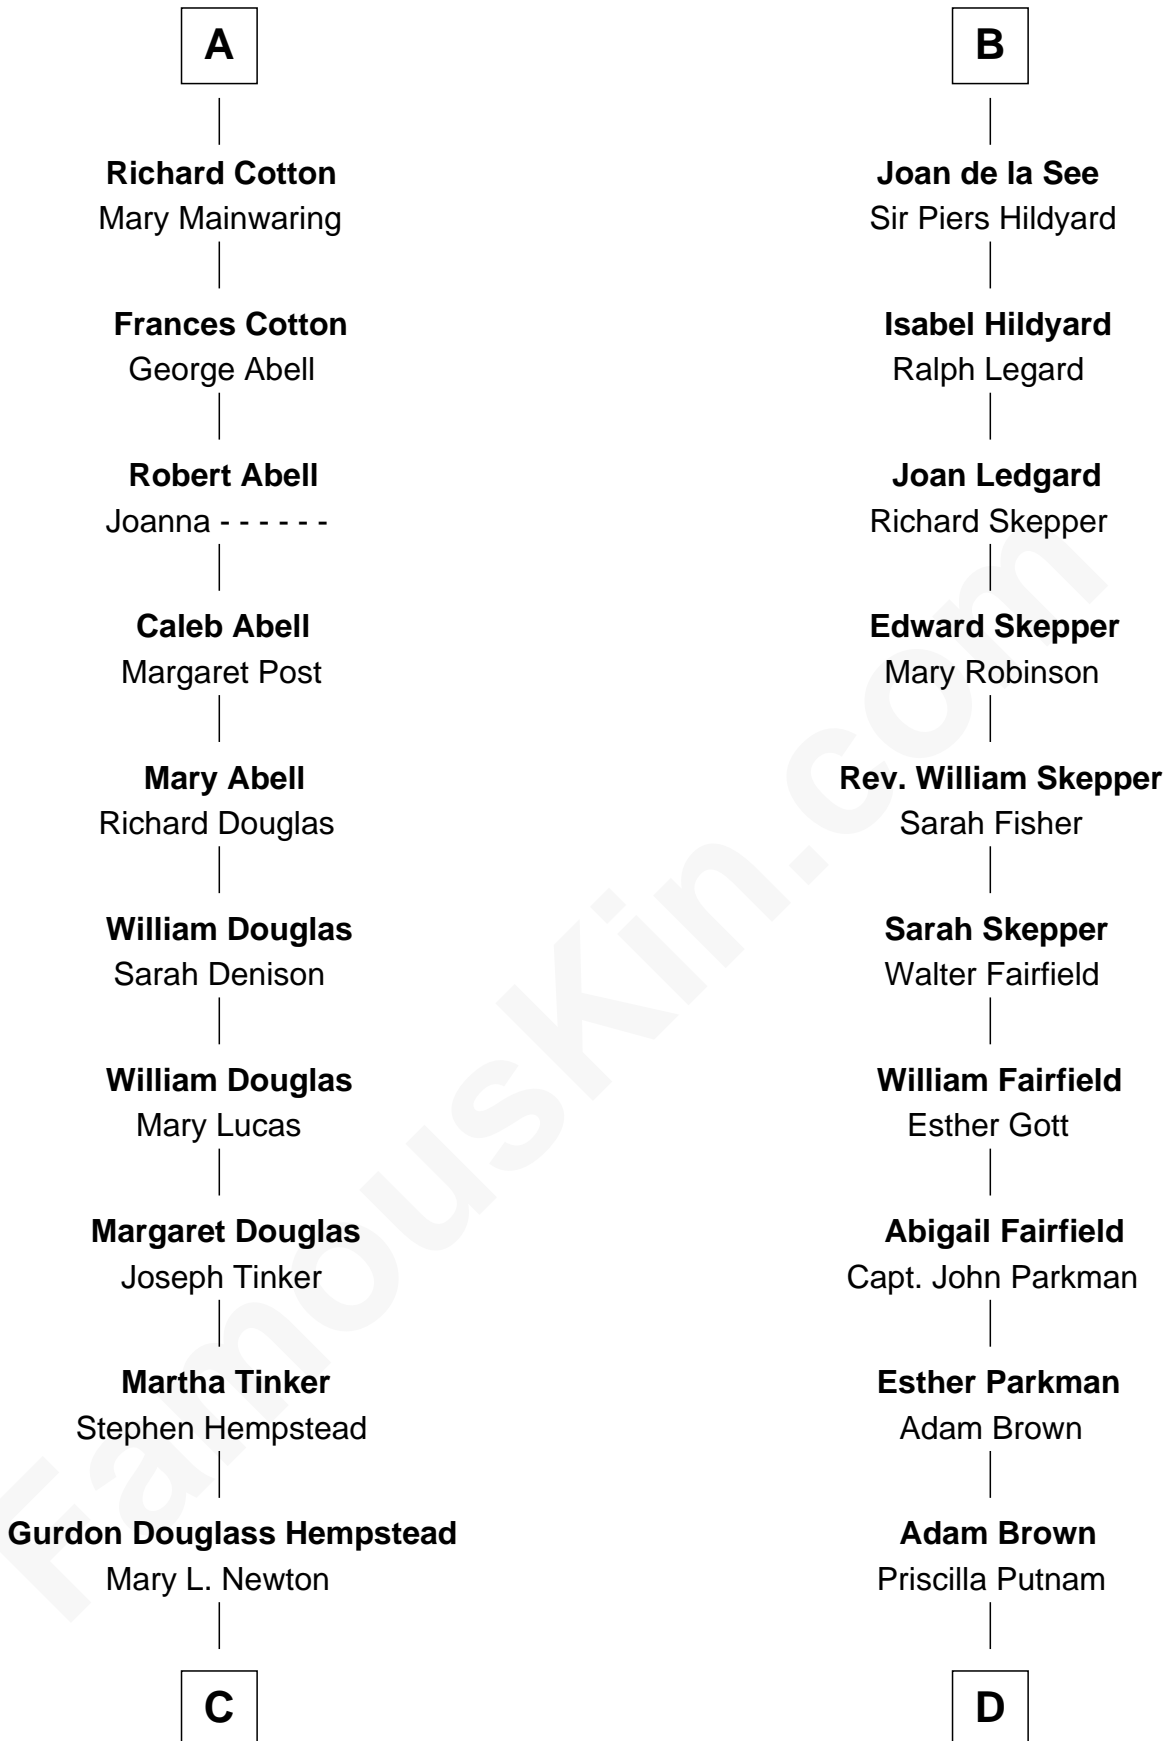 A
Richard Cotton
Mary Mainwaring
Frances Cotton
George Abell
Robert Abell
Joanna - - - - - -
Caleb Abell
Margaret Post
Mary Abell
Richard Douglas
William Douglas
Sarah Denison
William Douglas
Mary Lucas
Margaret Douglas
Joseph Tinker
Martha Tinker
Stephen Hempstead
Gurdon Douglass Hempstead
Mary L. Newton
C
B
Joan de la See
Sir Piers Hildyard
Isabel Hildyard
Ralph Legard
Joan Ledgard
Richard Skepper
Edward Skepper
Mary Robinson
Rev. William Skepper
Sarah Fisher
Sarah Skepper
Walter Fairfield
William Fairfield
Esther Gott
Abigail Fairfield
Capt. John Parkman
Esther Parkman
Adam Brown
Adam Brown
Priscilla Putnam
D
FamousKin.com